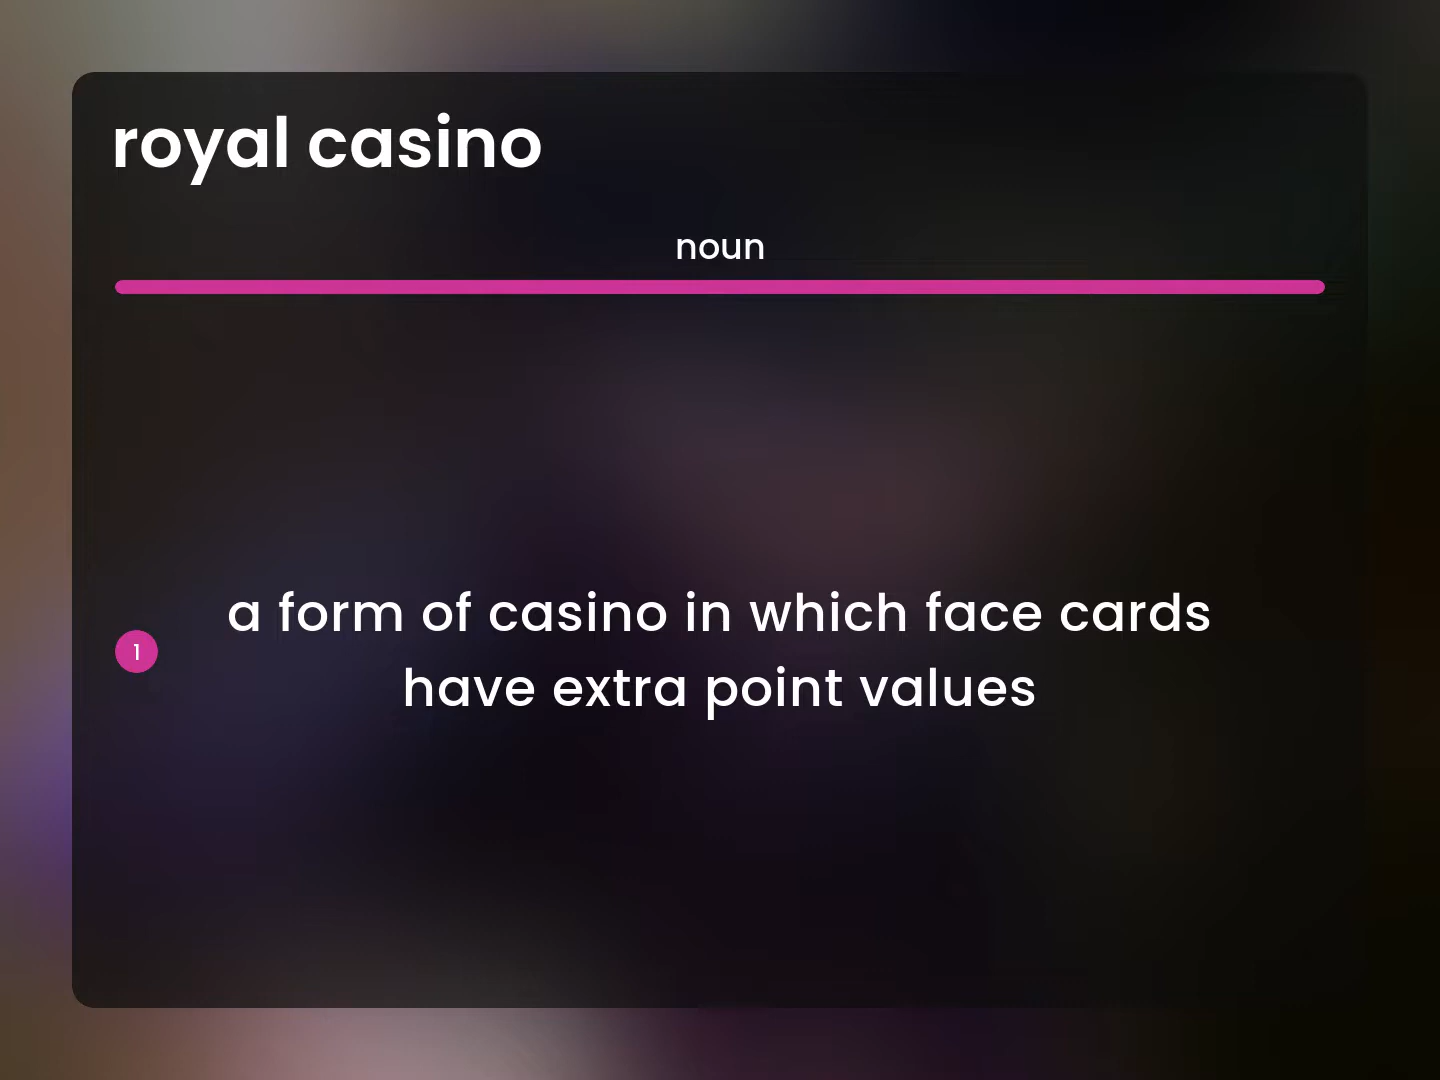 royal casino
noun
1
a form of casino in which face cards
have extra point values